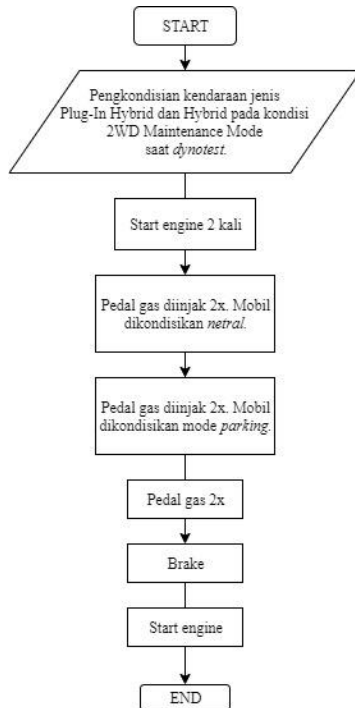 START
Pengkondisian kendaraan jenis
Plug-In Hybrid dan Hybrid pada kondisi
2WD Maintenance Mode
saat dynotest.
Start engine 2 kali
Pedal gas diinjak 2x. Mobil
dikondisikan netral.
Pedal gas diinjak 2x. Mobil
dikondisikan mode parking.
Pedal gas 2x
Brake
Start engine
END